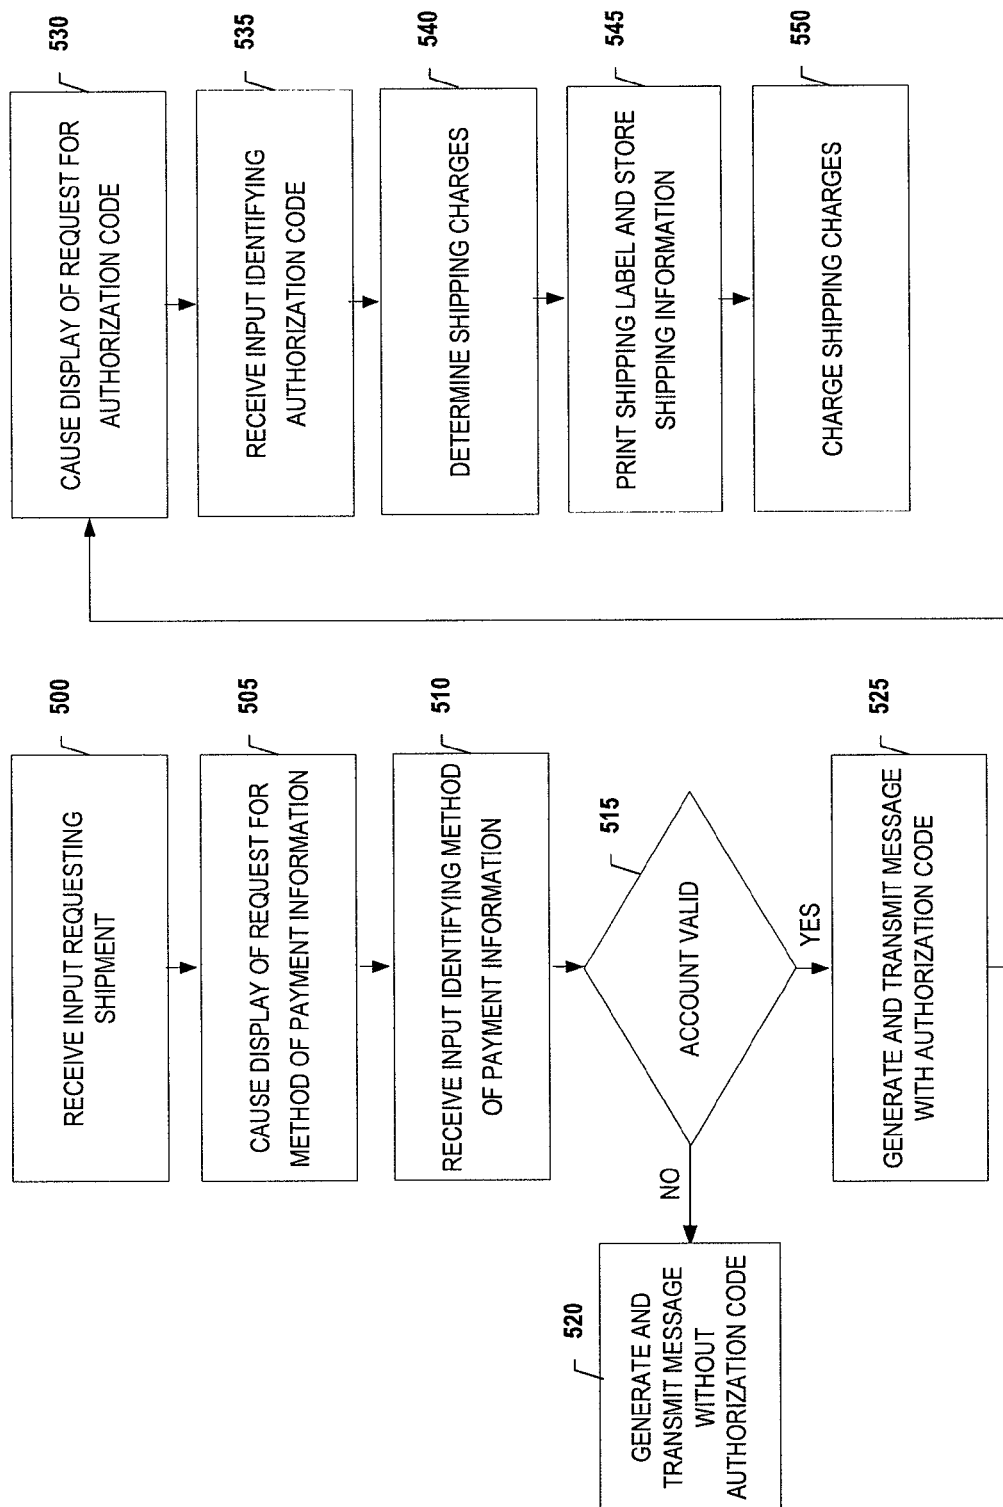 500
RECEIVE INPUT REQUESTING
SHIPMENT
505
CAUSE DISPLAY OF REQUEST FOR
METHOD OF PAYMENT INFORMATION
510
RECEIVE INPUT IDENTIFYING METHOD
OF PAYMENT INFORMATION
515
ACCOUNT VALID
NO
YES
520
GENERATE AND
TRANSMIT MESSAGE
WITHOUT
AUTHORIZATION CODE
525
GENERATE AND TRANSMIT MESSAGE
WITH AUTHORIZATION CODE
530
CAUSE DISPLAY OF REQUEST FOR
AUTHORIZATION CODE
535
RECEIVE INPUT IDENTIFYING
AUTHORIZATION CODE
540
DETERMINE SHIPPING CHARGES
545
PRINT SHIPPING LABEL AND STORE
SHIPPING INFORMATION
550
CHARGE SHIPPING CHARGES